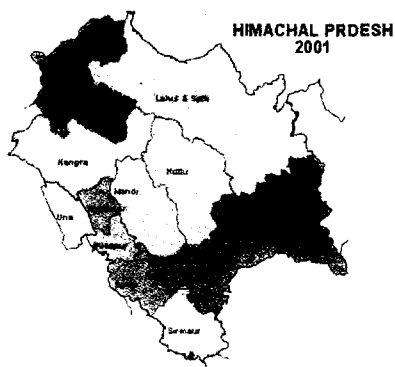 HIMACHAL PRDESH
2001
Lahul & Spiti
Kangra
Kullu
Mandi
Una
Sirmaur